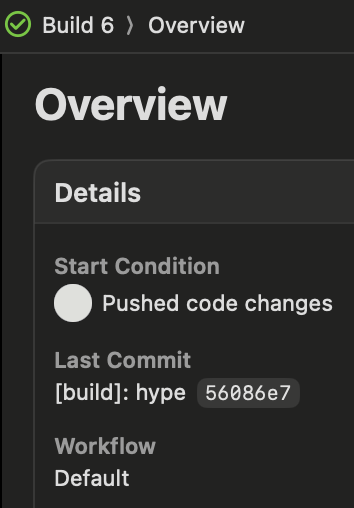 Build 6 〉 Overview
Overview
Details
Start Condition
Pushed code changes
Last Commit
[build]: hype 56086e7
Workflow
Default